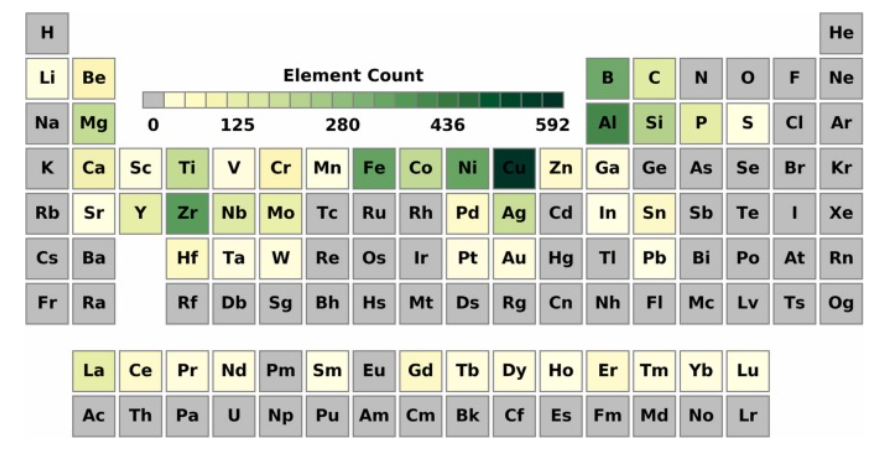 H He
Li Be B C N O F Ne
Element Count
Na Mg 0 125 280 436 592 Al Si P S Cl Ar
K Ca Sc Ti V Cr Mn Fe Co Ni Cu Zn Ga Ge As Se Br Kr
Rb Sr Y Zr Nb Mo Tc Ru Rh Pd Ag Cd In Sn Sb Te I Xe
Cs Ba Hf Ta W Re Os Ir Pt Au Hg Tl Pb Bi Po At Rn
Fr Ra Rf Db Sg Bh Hs Mt Ds Rg Cn Nh Fl Mc Lv Ts Og
La Ce Pr Nd Pm Sm Eu Gd Tb Dy Ho Er Tm Yb Lu
Ac Th Pa U Np Pu Am Cm Bk Cf Es Fm Md No Lr